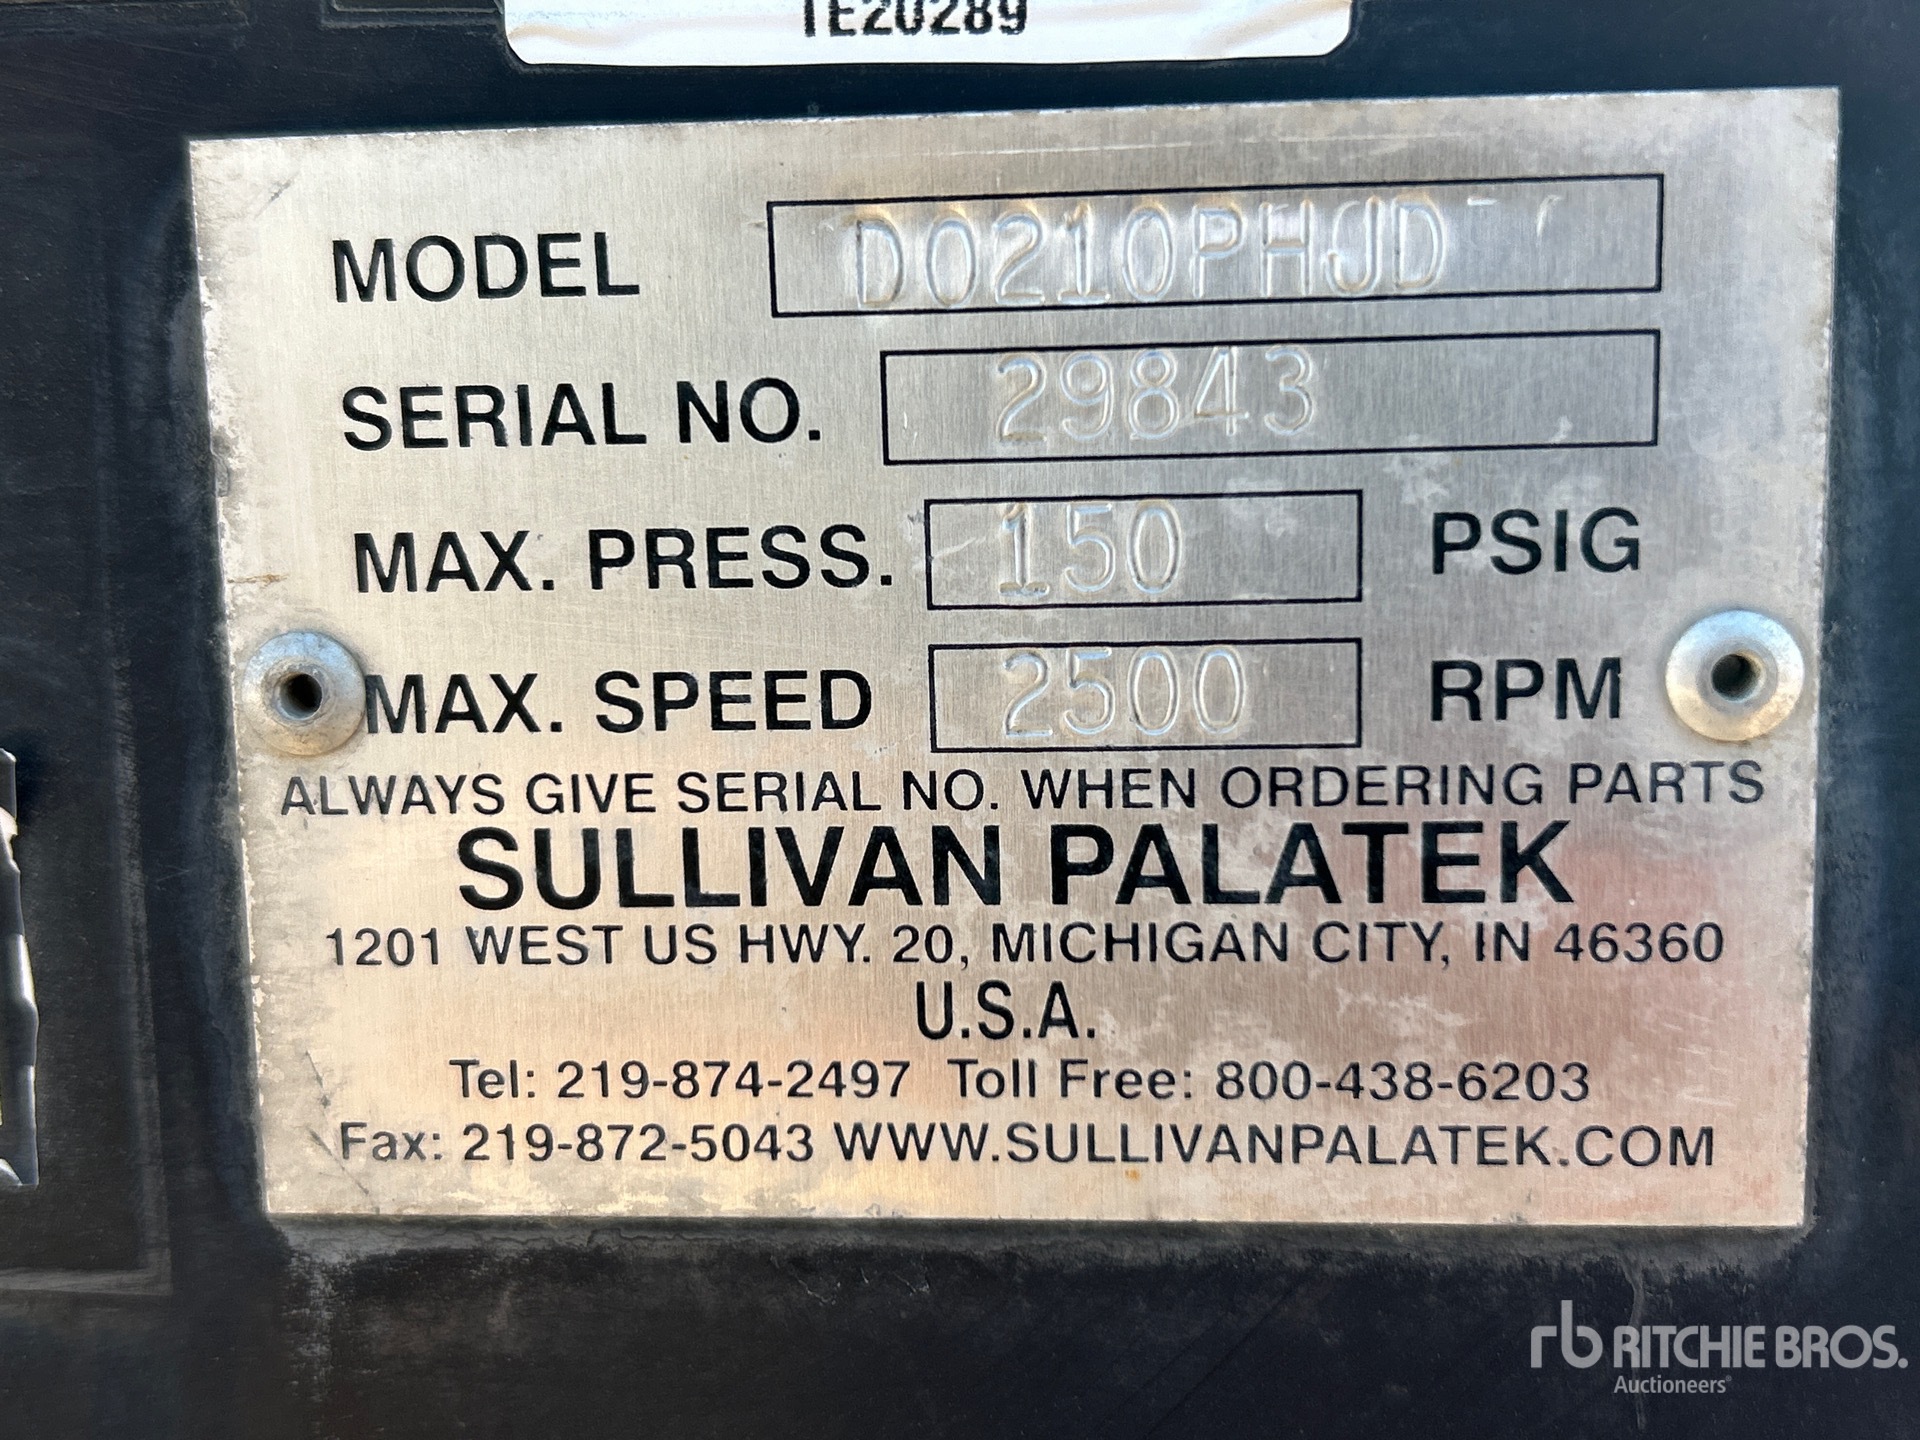 TE20289
MODEL D0210PHJD
SERIAL NO. 29843
MAX. PRESS. 150 PSIG
MAX. SPEED 2500 RPM
ALWAYS GIVE SERIAL NO. WHEN ORDERING PARTS
SULLIVAN PALATEK
1201 WEST US HWY. 20, MICHIGAN CITY, IN 46360
U.S.A.
Tel: 219-874-2497 Toll Free: 800-438-6203
Fax: 219-872-5043 WWW.SULLIVANPALATEK.COM
rb RITCHIE BROS.
Auctioneers